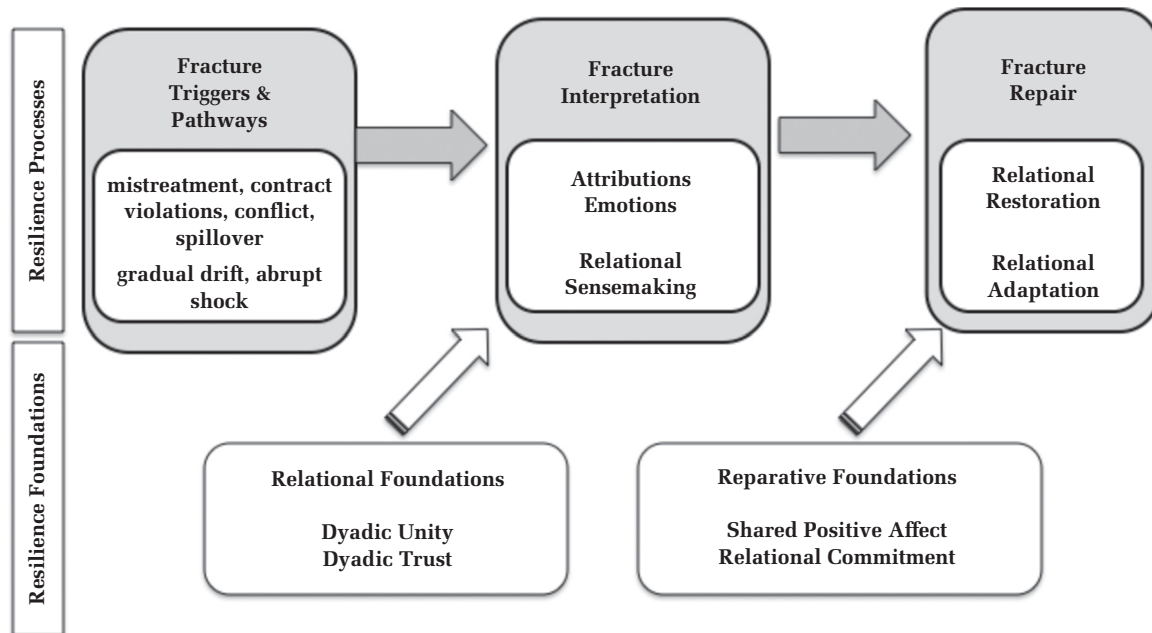 Resilience Processes
Fracture
Triggers &
Pathways
mistreatment, contract
violations, conflict,
spillover
gradual drift, abrupt
shock
Fracture
Interpretation
Attributions
Emotions
Relational
Sensemaking
Fracture
Repair
Relational
Restoration
Relational
Adaptation
Resilience Foundations
Relational Foundations
Dyadic Unity
Dyadic Trust
Reparative Foundations
Shared Positive Affect
Relational Commitment